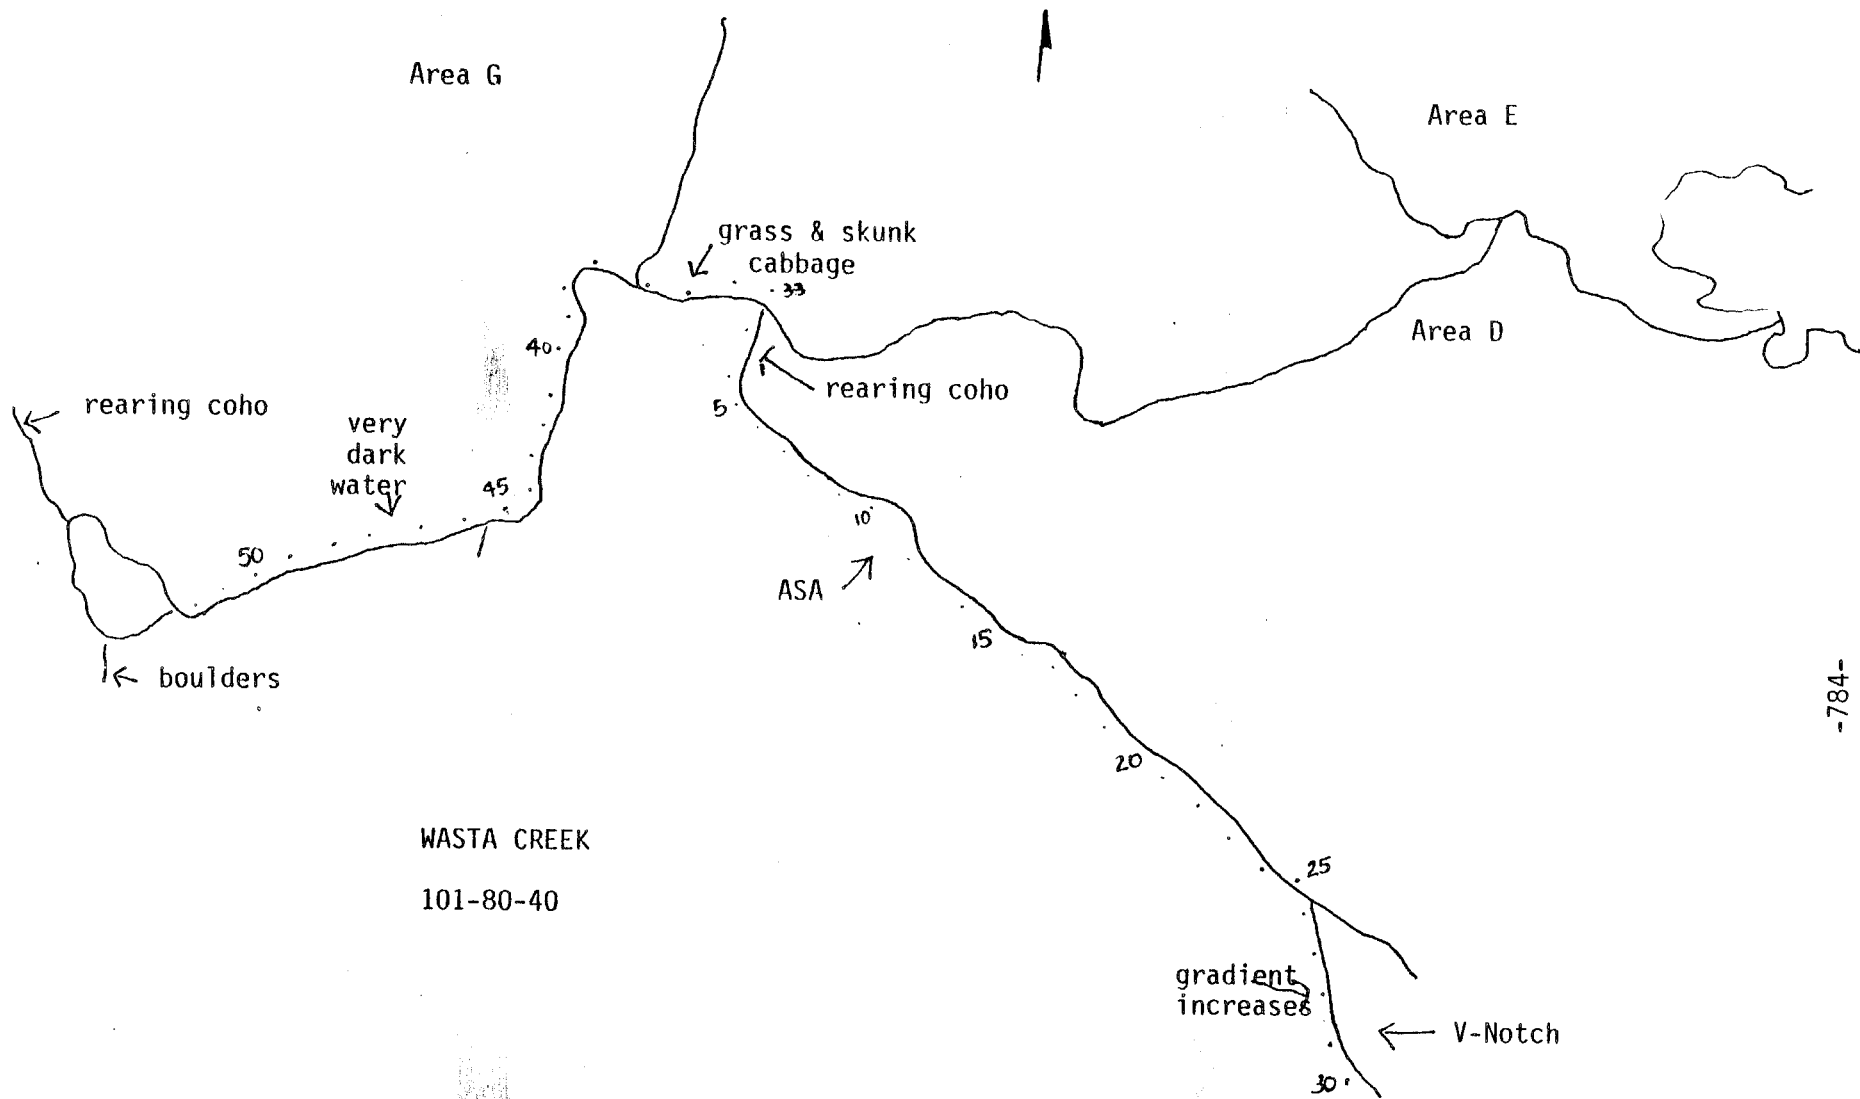 Area G
Area E
grass & skunk
cabbage
33
Area D
40
rearing coho
5
rearing coho
very
dark
water
45
10
50
ASA
15
boulders
-784-
20
WASTA CREEK
25
101-80-40
gradient
increases
V-Notch
30